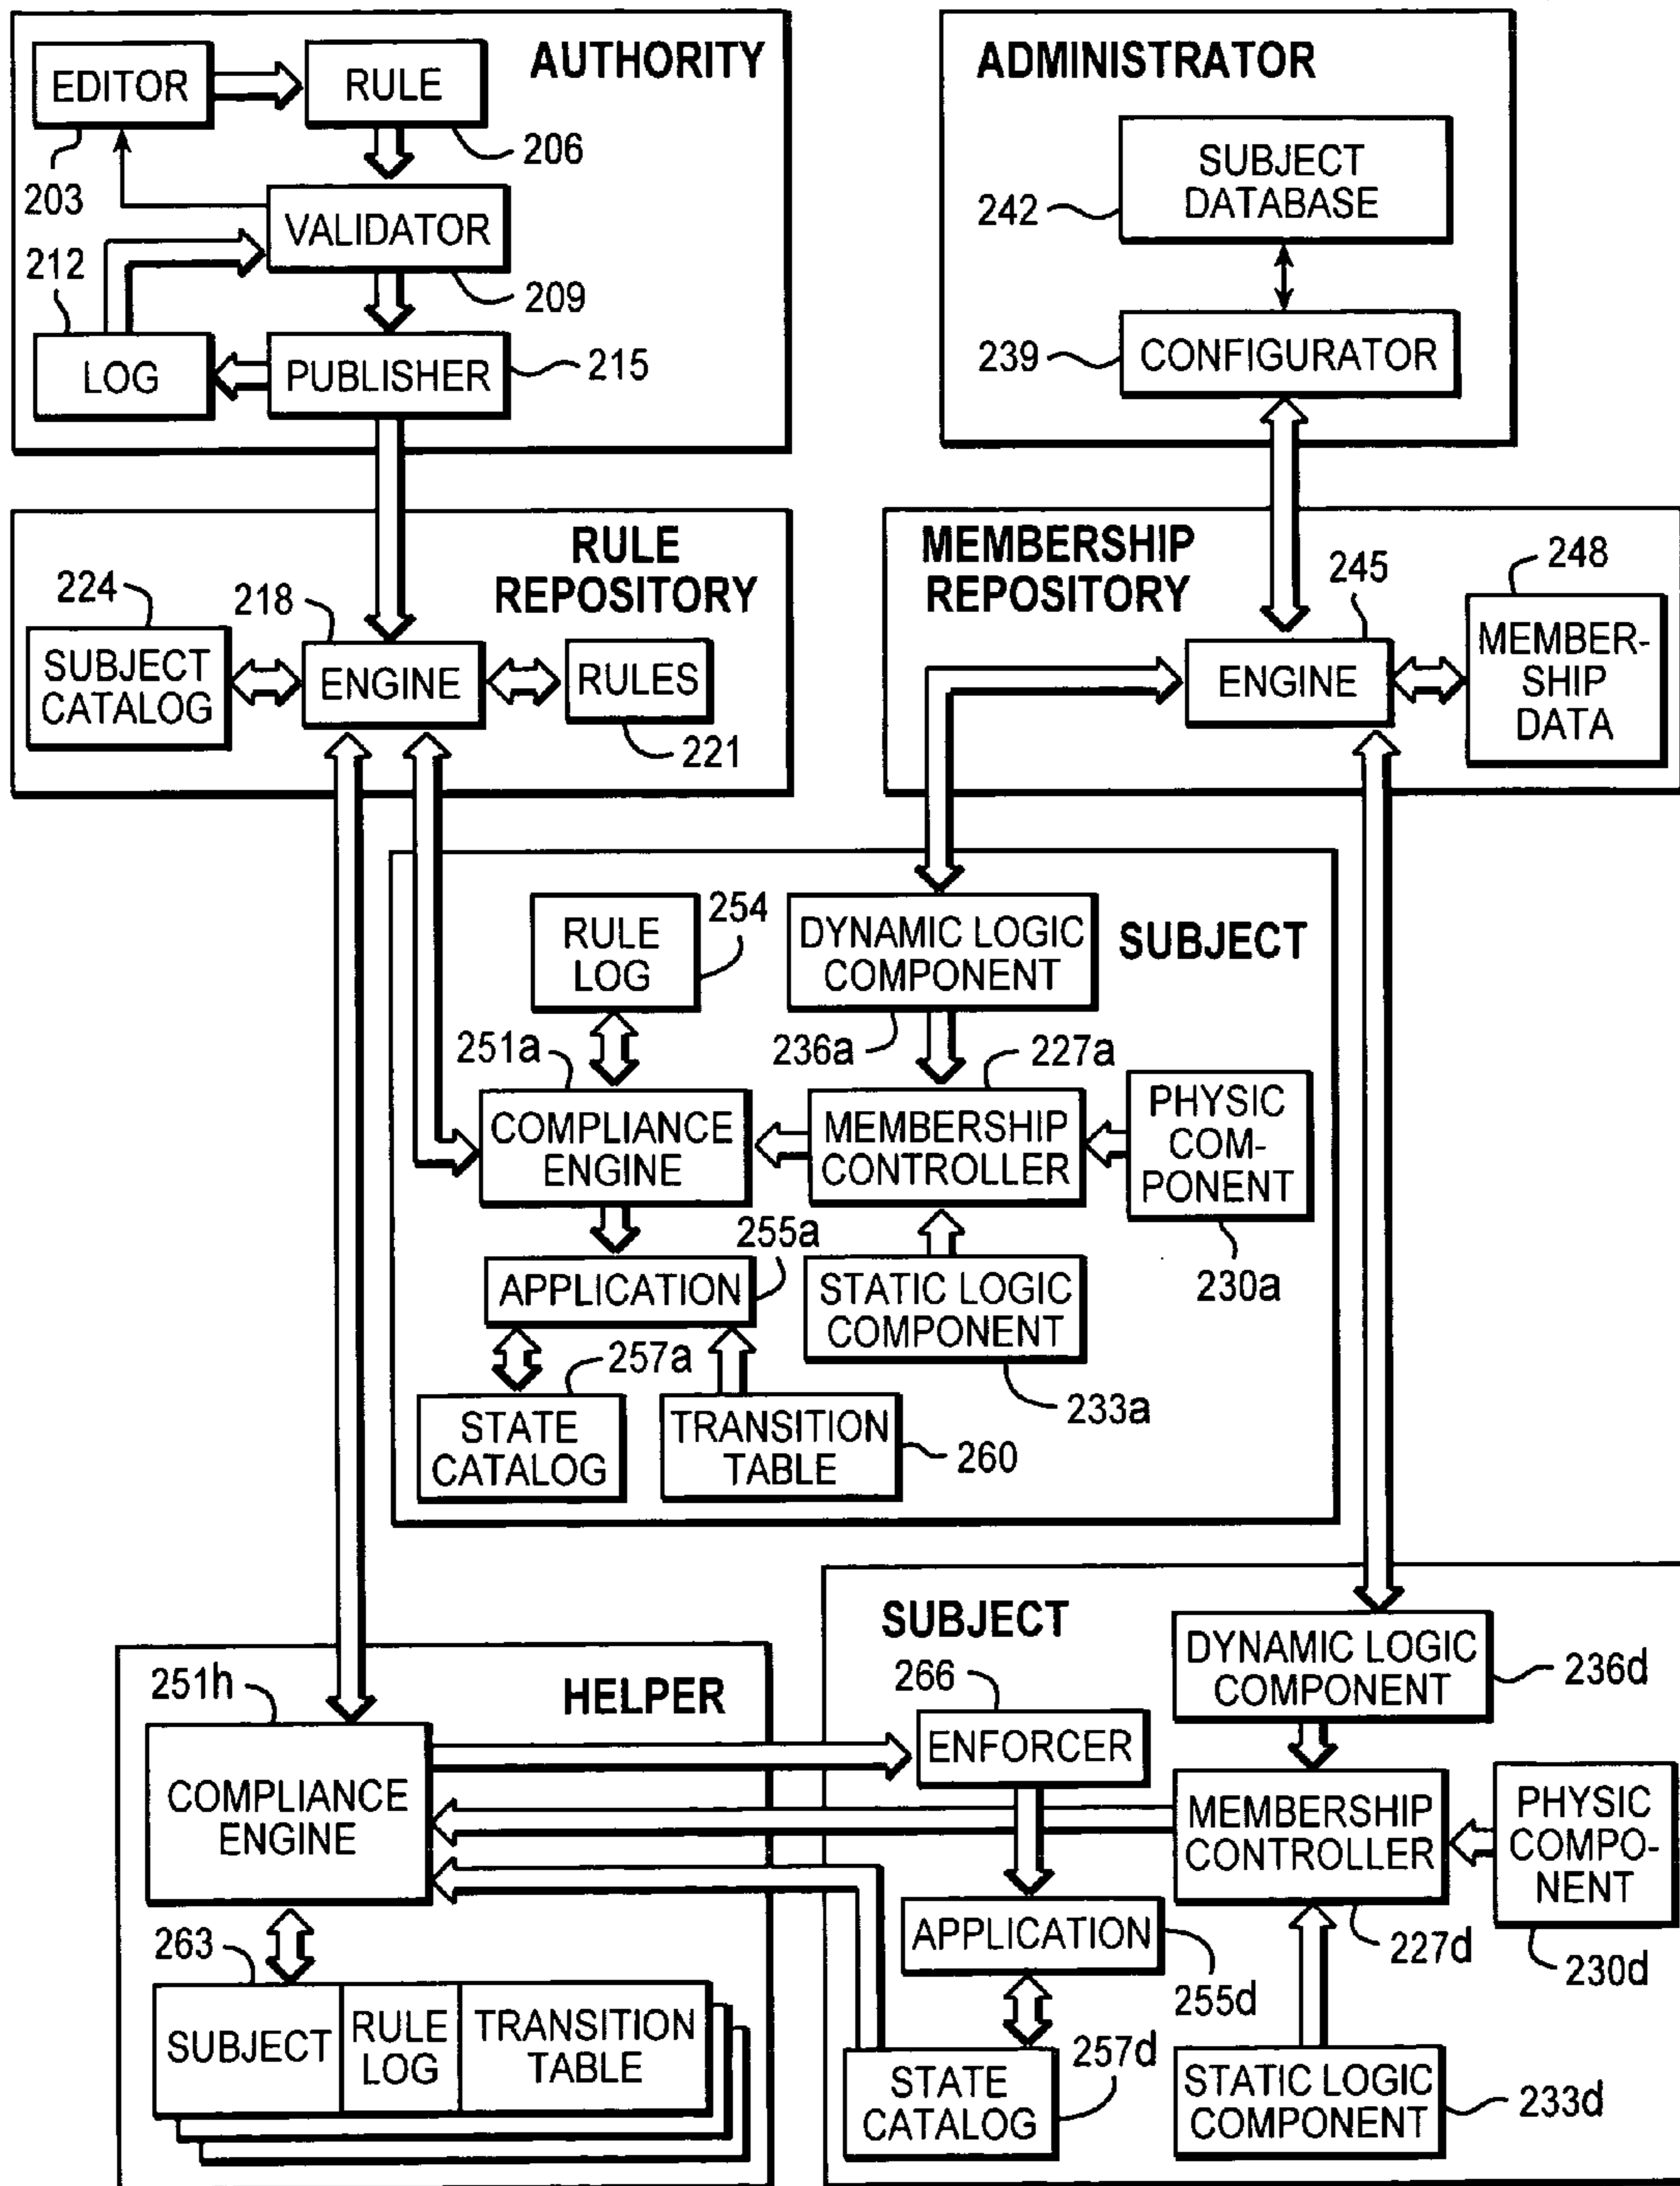 AUTHORITY
EDITOR
RULE
203
206
VALIDATOR
212
209
LOG
PUBLISHER
215
ADMINISTRATOR
SUBJECT
DATABASE
242
239
CONFIGURATOR
RULE
REPOSITORY
224
218
SUBJECT
CATALOG
ENGINE
RULES
221
MEMBERSHIP
REPOSITORY
245
248
ENGINE
MEMBER-
SHIP
DATA
SUBJECT
RULE
LOG
254
DYNAMIC LOGIC
COMPONENT
251a
236a
227a
COMPLIANCE
ENGINE
MEMBERSHIP
CONTROLLER
PHYSIC
COM-
PONENT
255a
230a
APPLICATION
STATIC LOGIC
COMPONENT
257a
233a
STATE
CATALOG
TRANSITION
TABLE
260
HELPER
251h
COMPLIANCE
ENGINE
263
SUBJECT
RULE
LOG
TRANSITION
TABLE
SUBJECT
266
DYNAMIC LOGIC
COMPONENT
236d
ENFORCER
MEMBERSHIP
CONTROLLER
PHYSIC
COMPO-
NENT
227d
230d
APPLICATION
255d
257d
STATE
CATALOG
STATIC LOGIC
COMPONENT
233d